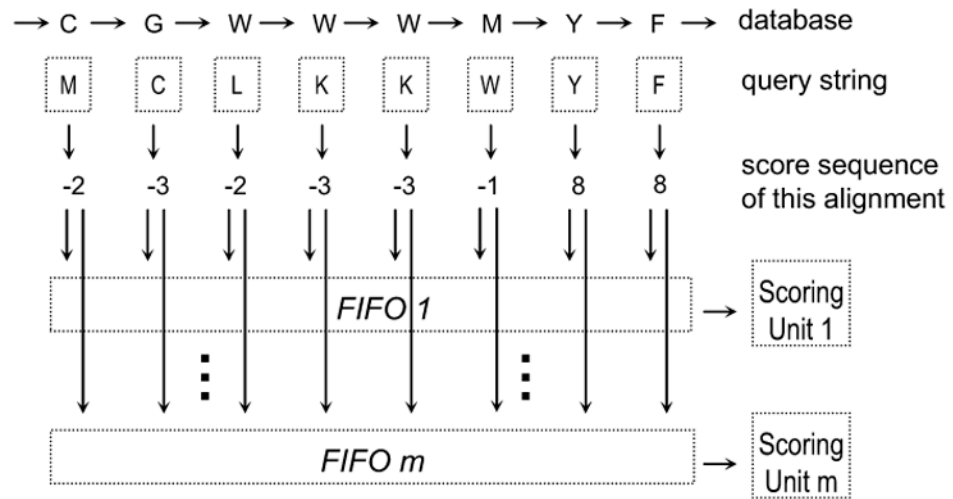 C G W W W M Y F database
M C L K K W Y F query string
-2 -3 -2 -3 -3 -1 8 8 score sequence
of this alignment
FIFO 1
Scoring
Unit 1
FIFO m
Scoring
Unit m